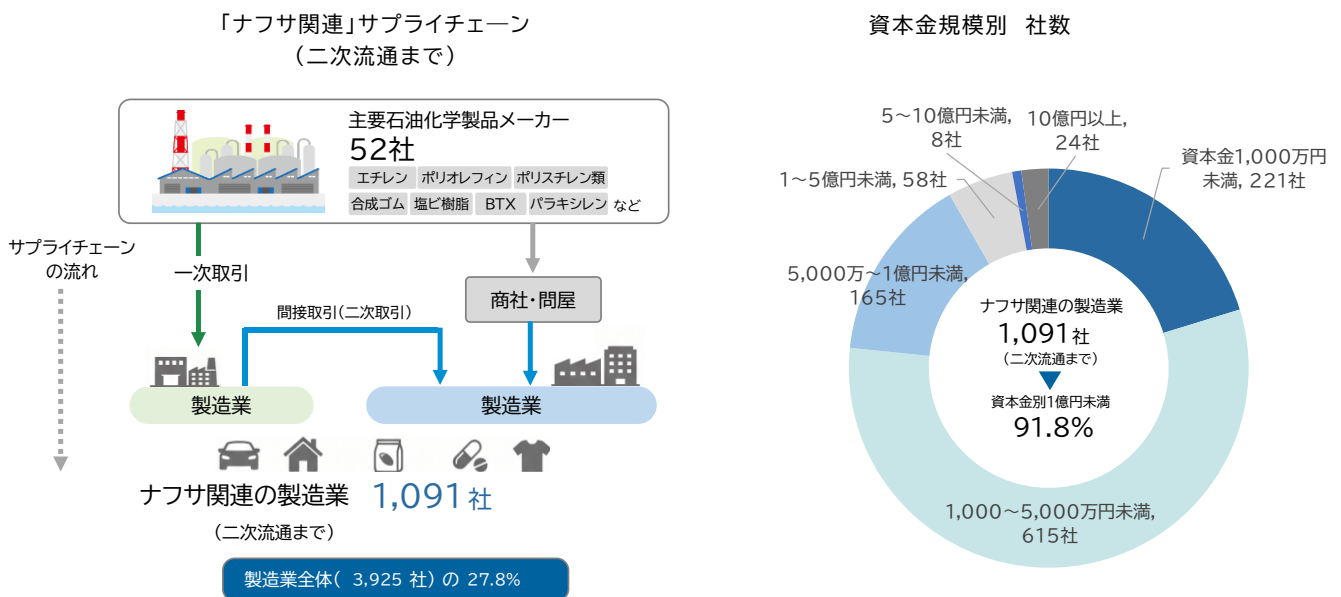 「ナフサ関連」サプライチェーン
(二次流通まで)
主要石油化学製品メーカー
52社
エチレン ポリオレフィン ポリスチレン類
合成ゴム 塩ビ樹脂 BTX パラキシレン など
サプライチェーン
の流れ
一次取引
商社・問屋
間接取引(二次取引)
製造業
製造業
ナフサ関連の製造業 1,091社
(二次流通まで)
製造業全体( 3,925 社) の 27.8%
資本金規模別 社数
5~10億円未満,
8社
10億円以上,
24社
資本金1,000万円
未満, 221社
1~5億円未満, 58社
5,000万~1億円未満,
165社
ナフサ関連の製造業
1,091社
(二次流通まで)
資本金別1億円未満
91.8%
1,000~5,000万円未満,
615社